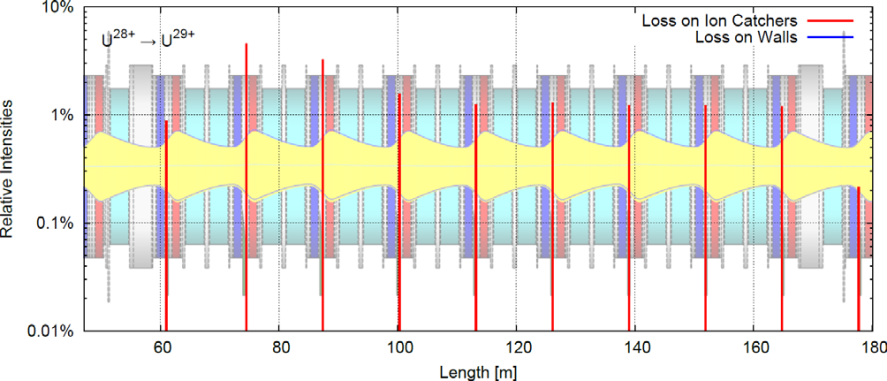 10%
U28+ → U29+
Loss on Ion Catchers
Loss on Walls
1%
Relative Intensities
0.1%
0.01%
60 80 100 120 140 160 180
Length [m]